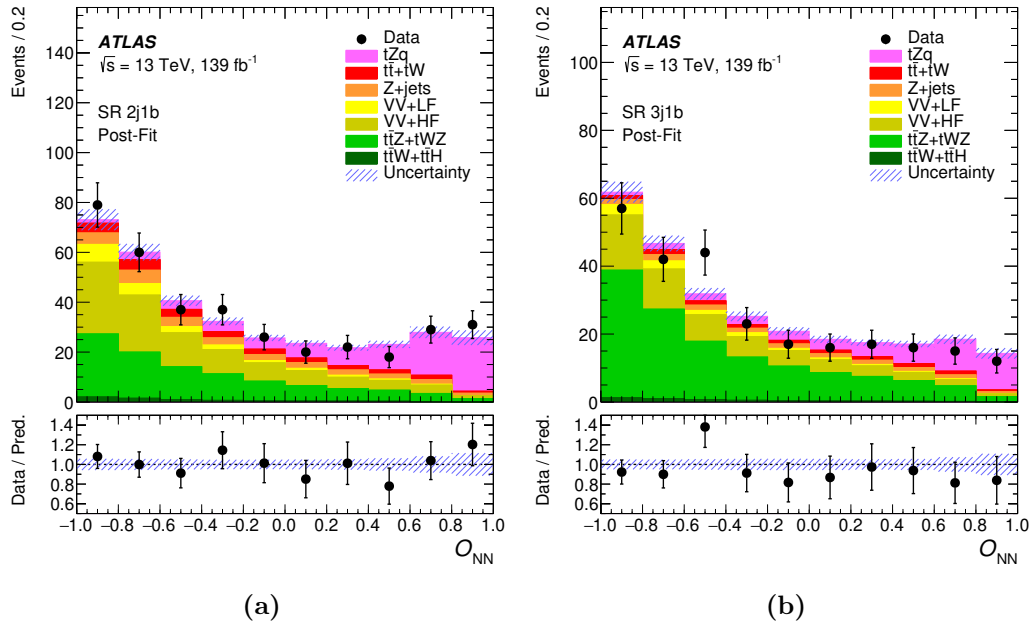 Events / 0.2
140
120
100
80
60
40
20
0
ATLAS
√s = 13 TeV, 139 fb⁻¹
SR 2j1b
Post-Fit
Data
tZq
tt̄+tW
Z+jets
VV+LF
VV+HF
tt̄Z+tWZ
tt̄W+tt̄H
Uncertainty
Data / Pred.
1.4
1.2
1.0
0.8
0.6
−1.0 −0.8 −0.6 −0.4 −0.2 0.0 0.2 0.4 0.6 0.8 1.0
O_NN
(a)
Events / 0.2
100
80
60
40
20
0
ATLAS
√s = 13 TeV, 139 fb⁻¹
SR 3j1b
Post-Fit
Data
tZq
tt̄+tW
Z+jets
VV+LF
VV+HF
tt̄Z+tWZ
tt̄W+tt̄H
Uncertainty
Data / Pred.
1.4
1.2
1.0
0.8
0.6
−1.0 −0.8 −0.6 −0.4 −0.2 0.0 0.2 0.4 0.6 0.8 1.0
O_NN
(b)